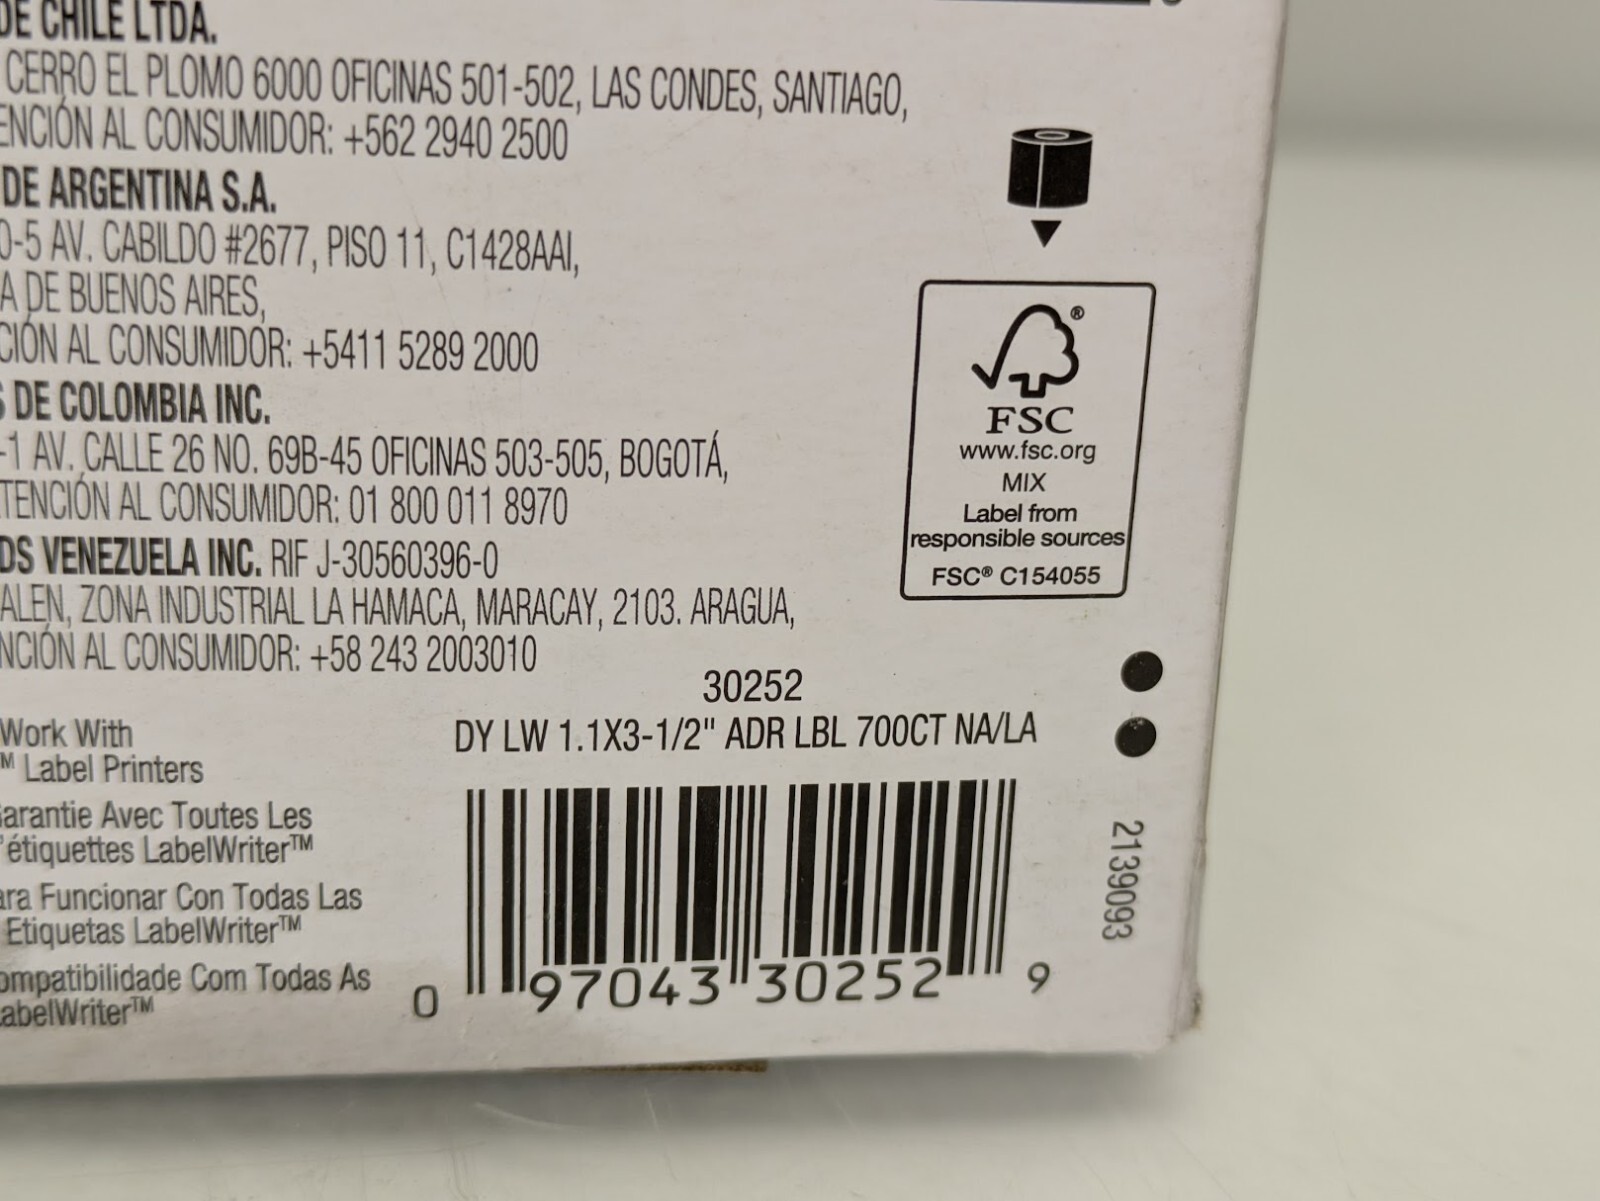 DE CHILE LTDA.
CERRO EL PLOMO 6000 OFICINAS 501-502, LAS CONDES, SANTIAGO,
ENCIÓN AL CONSUMIDOR: +562 2940 2500
DE ARGENTINA S.A.
0-5 AV. CABILDO #2677, PISO 11, C1428AAI,
A DE BUENOS AIRES,
CIÓN AL CONSUMIDOR: +5411 5289 2000
S DE COLOMBIA INC.
-1 AV. CALLE 26 NO. 69B-45 OFICINAS 503-505, BOGOTÁ,
TENCIÓN AL CONSUMIDOR: 01 800 011 8970
DS VENEZUELA INC. RIF J-30560396-0
ALEN, ZONA INDUSTRIAL LA HAMACA, MARACAY, 2103. ARAGUA,
NCIÓN AL CONSUMIDOR: +58 243 2003010
Work With
™ Label Printers
arantie Avec Toutes Les
'étiquettes LabelWriter™
ara Funcionar Con Todas Las
Etiquetas LabelWriter™
ompatibilidade Com Todas As
abelWriter™
®
FSC
www.fsc.org
MIX
Label from
responsible sources
FSC® C154055
30252
DY LW 1.1X3-1/2" ADR LBL 700CT NA/LA
0 97043 30252 9
2139093